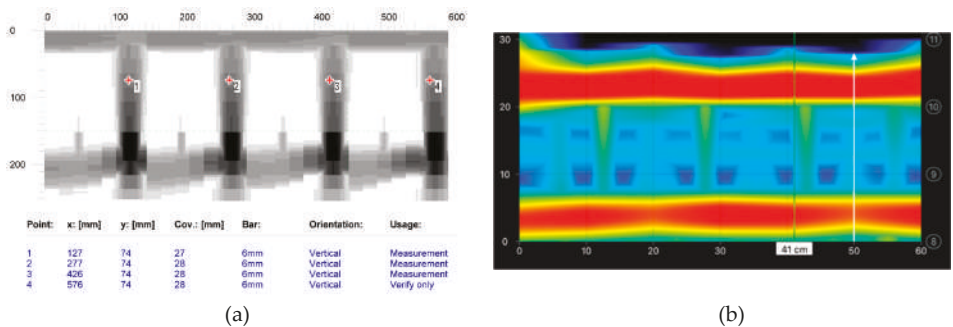 0 100 200 300 400 500 600
0
100
200
1 2 3 4
Point: x: [mm] y: [mm] Cov.: [mm] Bar: Orientation: Usage:
1 127 74 27 6mm Vertical Measurement
2 277 74 28 6mm Vertical Measurement
3 426 74 28 6mm Vertical Measurement
4 576 74 28 6mm Vertical Verify only
(a)
30 11
20 10
10 9
0 8
0 10 20 30 41 cm 50 60
(b)